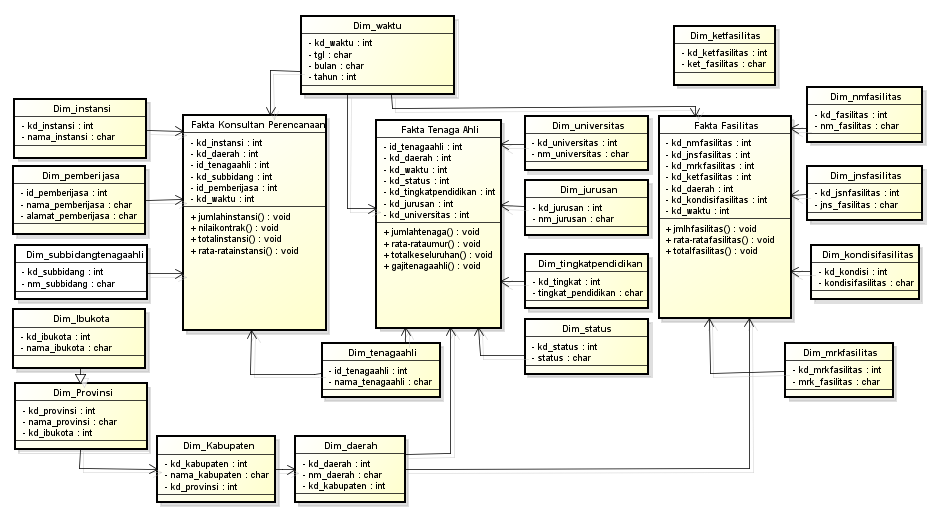 Dim_waktu
- kd_waktu : int
- tgl : char
- bulan : char
- tahun : int
Dim_ketfasilitas
- kd_ketfasilitas : int
- ket_fasilitas : char
Dim_instansi
- kd_instansi : int
- nama_instansi : char
Dim_pemberijasa
- id_pemberijasa : int
- nama_pemberijasa : char
- alamat_pemberijasa : char
Dim_subbidangtenagaahli
- kd_subbidang : int
- nm_subbidang : char
Dim_Ibukota
- kd_ibukota : int
- nama_ibukota : char
Dim_Provinsi
- kd_provinsi : int
- nama_provinsi : char
- kd_ibukota : int
Fakta Konsultan Perencanaan
- kd_instansi : int
- kd_daerah : int
- id_tenagaahli : int
- kd_subbidang : int
- id_pemberijasa : int
- kd_waktu : int
+ jumlahinstansi() : void
+ nilaikontrak() : void
+ totalinstansi() : void
+ rata-ratainstansi() : void
Fakta Tenaga Ahli
- id_tenagaahli : int
- kd_daerah : int
- kd_waktu : int
- kd_status : int
- kd_tingkatpendidikan : int
- kd_jurusan : int
- kd_universitas : int
+ jumlahtenaga() : void
+ rata-rataumur() : void
+ totalkeseluruhan() : void
+ gajitenagaahli() : void
Dim_universitas
- kd_universitas : int
- nm_universitas : char
Dim_jurusan
- kd_jurusan : int
- nm_jurusan : char
Dim_tingkatpendidikan
- kd_tingkat : int
- tingkat_pendidikan : char
Dim_status
- kd_status : int
- status : char
Fakta Fasilitas
- kd_nmfasilitas : int
- kd_jnsfasilitas : int
- kd_mrkfasilitas : int
- kd_ketfasilitas : int
- kd_daerah : int
- kd_kondisifasilitas : int
- kd_waktu : int
+ jmlhfasilitas() : void
+ rata-ratafasilitas() : void
+ totalfasilitas() : void
Dim_nmfasilitas
- kd_fasilitas : int
- nm_fasilitas : char
Dim_jnsfasilitas
- kd_jsnfasilitas : int
- jns_fasilitas : char
Dim_kondisifasilitas
- kd_kondisi : int
- kondisifasilitas : char
Dim_mrkfasilitas
- kd_mrkfasilitas : int
- mrk_fasilitas : char
Dim_tenagaahli
- id_tenagaahli : int
- nama_tenagaahli : char
Dim_Kabupaten
- kd_kabupaten : int
- nama_kabupaten : char
- kd_provinsi : int
Dim_daerah
- kd_daerah : int
- nm_daerah : char
- kd_kabupaten : int